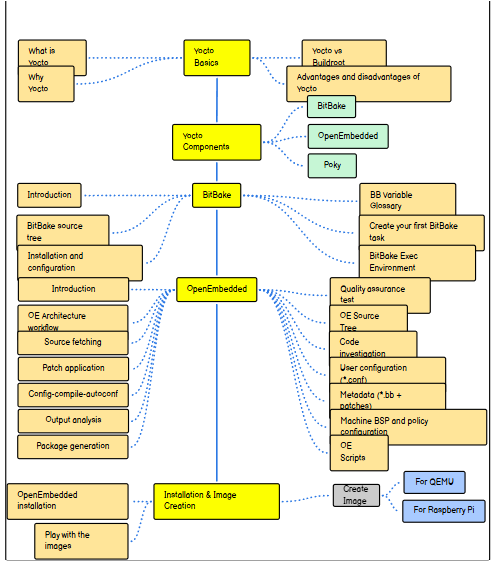 What is
Yocto
Why
Yocto
Yocto
Basics
Yocto vs
Buildroot
Advantages and disadvantages of
Yocto
Yocto
Components
BitBake
OpenEmbedded
Poky
Introduction
BitBake source
tree
Installation and
configuration
BitBake
BB Variable
Glossary
Create your first BitBake
task
BitBake Exec
Environment
Introduction
OE Architecture
workflow
Source fetching
Patch application
Config-compile-autoconf
Output analysis
Package generation
OpenEmbedded
Quality assurance
test
OE Source
Tree
Code
investigation
User configuration
(*.conf)
Metadata (*.bb +
patches)
Machine BSP and policy
configuration
OE
Scripts
OpenEmbedded
installation
Play with the
images
Installation & Image
Creation
Create
Image
For QEMU
For Raspberry Pi